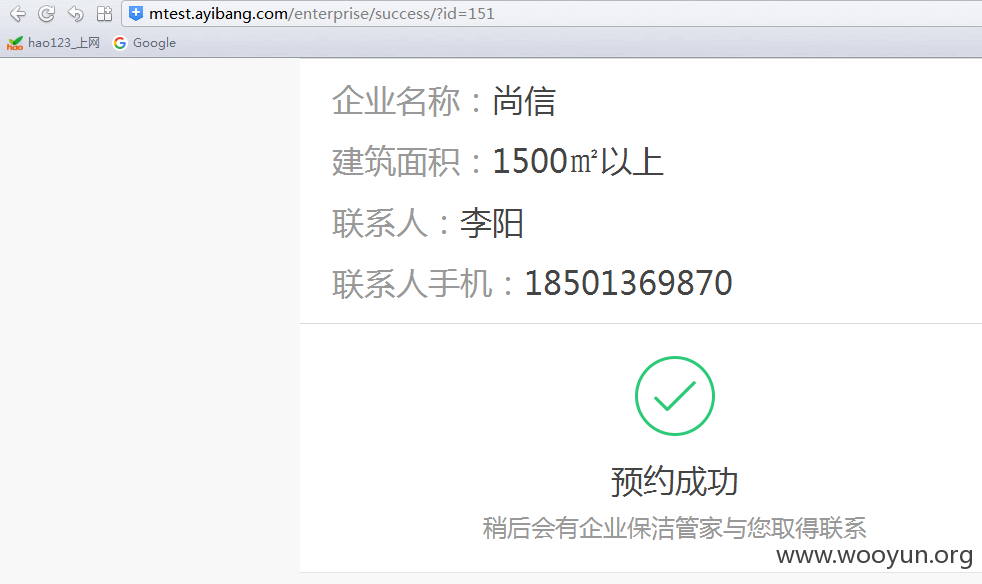 mtest.ayibang.com/enterprise/success/?id=151
hao123_上网 Google
企业名称：尚信
建筑面积：1500㎡以上
联系人：李阳
联系人手机：18501369870
预约成功
稍后会有企业保洁管家与您取得联系
www.wooyun.org